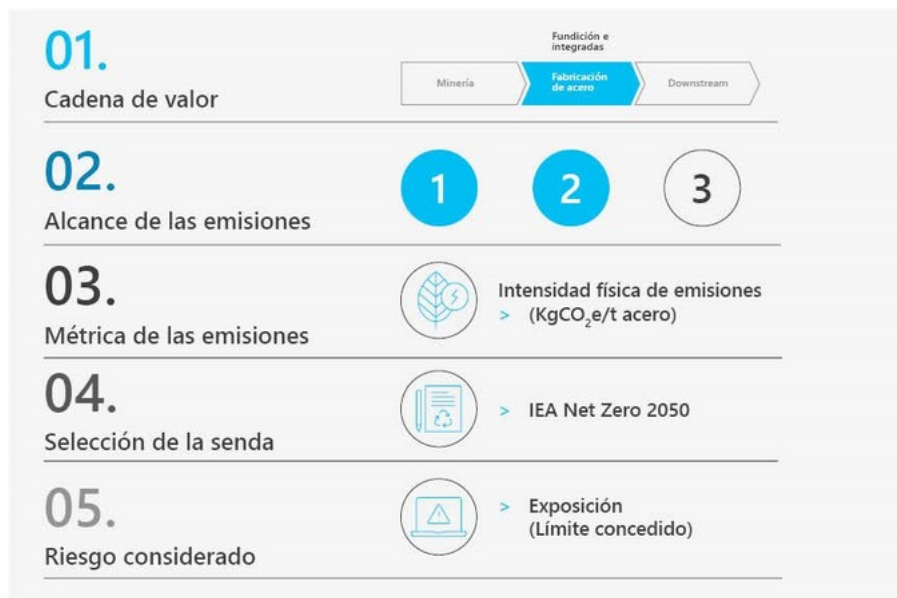 01.
Cadena de valor
Fundición e
integradas
Minería
Fabricación
de acero
Downstream
02.
Alcance de las emisiones
1
2
3
03.
Métrica de las emisiones
Intensidad física de emisiones
> (KgCO₂e/t acero)
04.
Selección de la senda
> IEA Net Zero 2050
05.
Riesgo considerado
> Exposición
(Límite concedido)